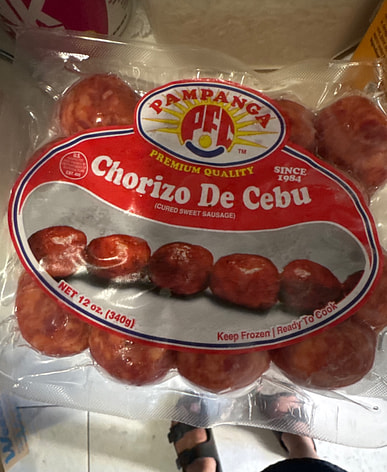 PAMPANGA
PFC
TM
PREMIUM QUALITY
SINCE
1984
Chorizo De Cebu
(CURED SWEET SAUSAGE)
NET 12 oz. (340g)
Keep Frozen | Ready To Cook